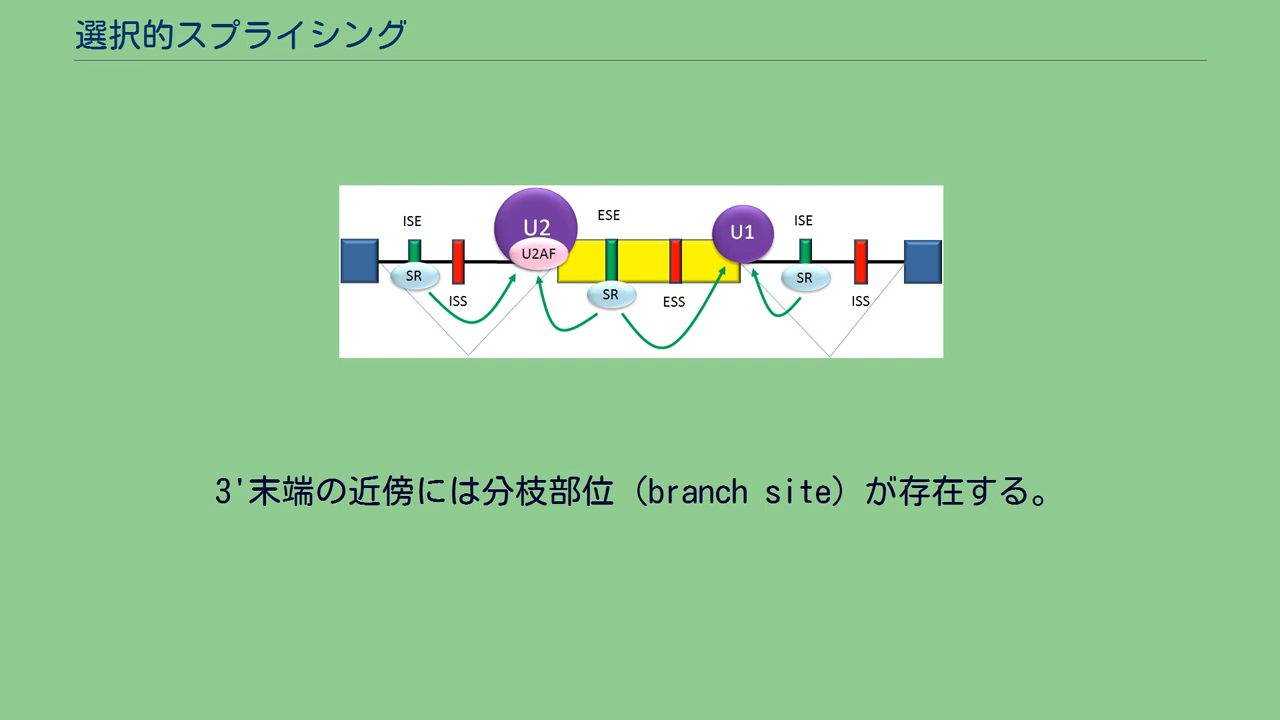 選択的スプライシング
ISE
U2
ESE
U1
ISE
U2AF
SR
SR
SR
ISS
ESS
ISS
3'末端の近傍には分枝部位（branch site）が存在する。